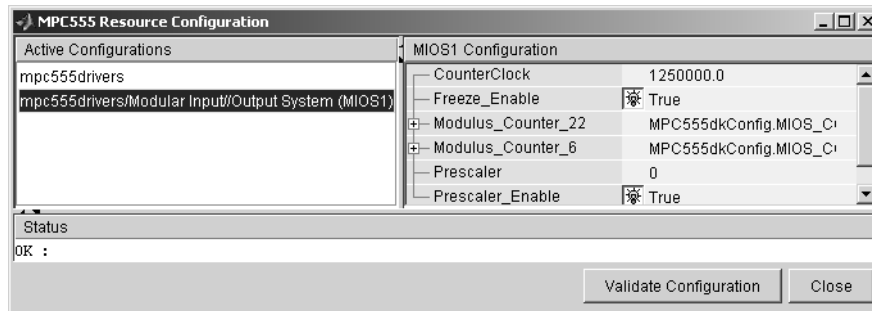 MPC555 Resource Configuration
Active Configurations
mpc555drivers
mpc555drivers/Modular Input//Output System (MIOS1)
MIOS1 Configuration
CounterClock 1250000.0
Freeze_Enable True
Modulus_Counter_22 MPC555dkConfig.MIOS_C
Modulus_Counter_6 MPC555dkConfig.MIOS_C
Prescaler 0
Prescaler_Enable True
Status
OK :
Validate Configuration Close